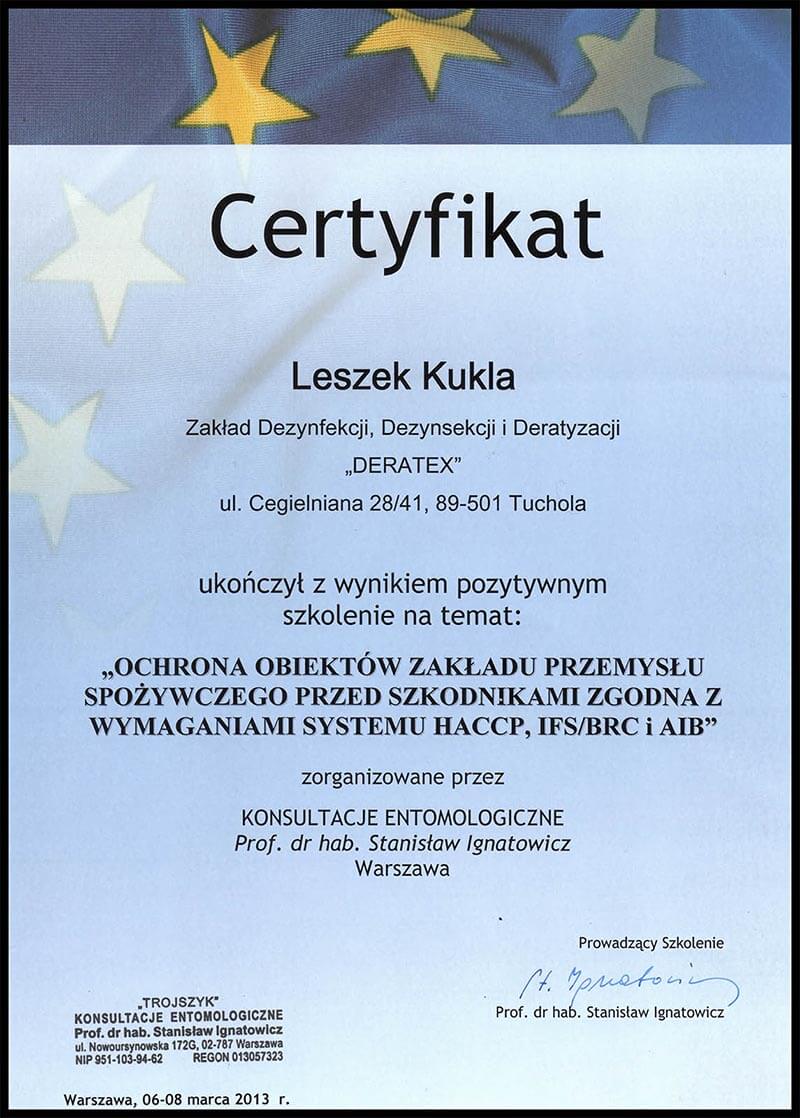 Certyfikat
Leszek Kukla
Zakład Dezynfekcji, Dezynsekcji i Deratyzacji
„DERATEX”
ul. Cegielniana 28/41, 89-501 Tuchola
ukończył z wynikiem pozytywnym
szkolenie na temat:
„OCHRONA OBIEKTÓW ZAKŁADU PRZEMYSŁU
SPOŻYWCZEGO PRZED SZKODNIKAMI ZGODNA Z
WYMAGANIAMI SYSTEMU HACCP, IFS/BRC i AIB”
zorganizowane przez
KONSULTACJE ENTOMOLOGICZNE
Prof. dr hab. Stanisław Ignatowicz
Warszawa
Prowadzący Szkolenie
St. Ignatowicz
Prof. dr hab. Stanisław Ignatowicz
„TROJSZYK”
KONSULTACJE ENTOMOLOGICZNE
Prof. dr hab. Stanisław Ignatowicz
ul. Nowoursynowska 172G, 02-787 Warszawa
NIP 951-103-94-62 REGON 013057323
Warszawa, 06-08 marca 2013 r.